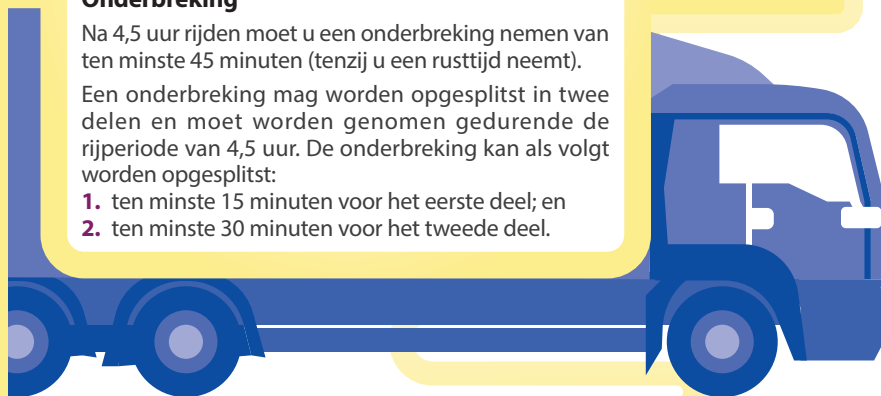 Onderbreking
Na 4,5 uur rijden moet u een onderbreking nemen van
ten minste 45 minuten (tenzij u een rusttijd neemt).
Een onderbreking mag worden opgesplitst in twee
delen en moet worden genomen gedurende de
rijperiode van 4,5 uur. De onderbreking kan als volgt
worden opgesplitst:
1. ten minste 15 minuten voor het eerste deel; en
2. ten minste 30 minuten voor het tweede deel.